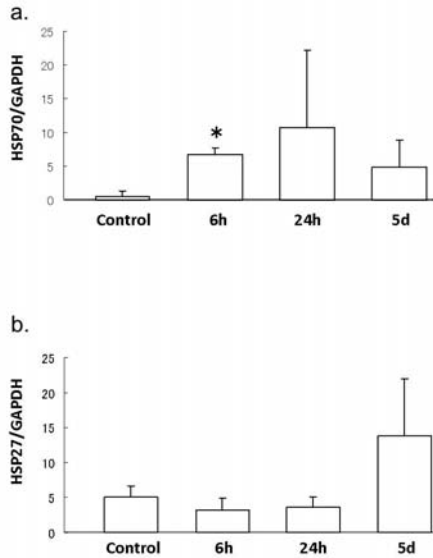 a.
HSP70/GAPDH
25
20
15
10
5
0
*
Control 6h 24h 5d
b.
HSP27/GAPDH
25
20
15
10
5
0
Control 6h 24h 5d